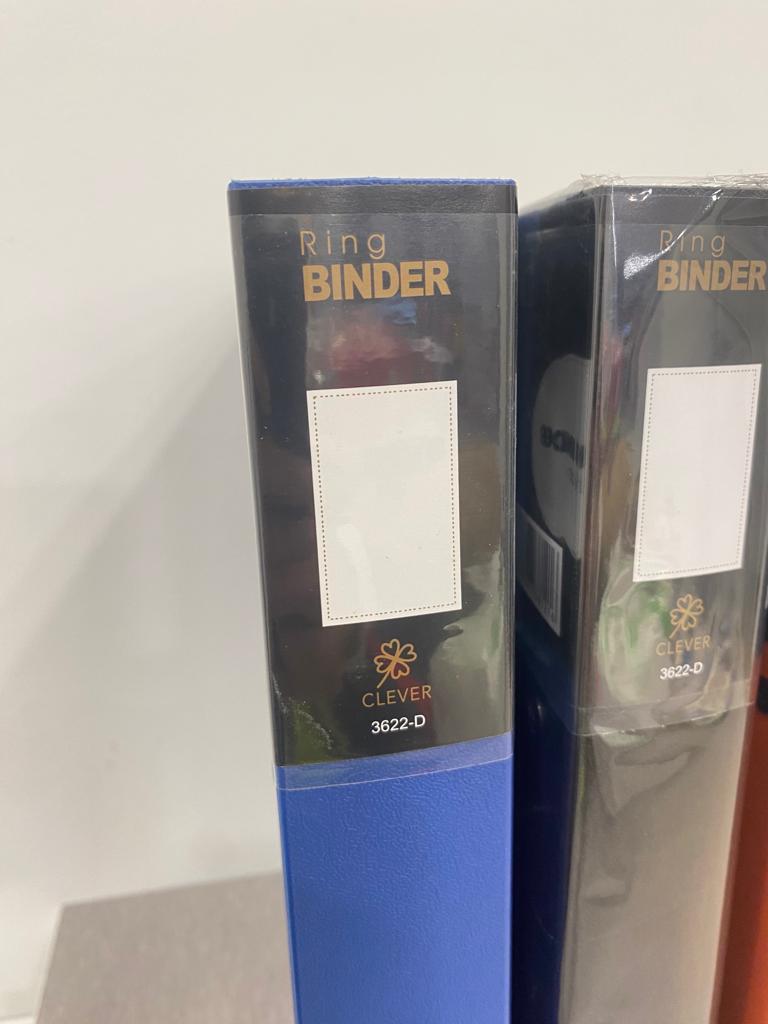 Ring
BINDER
CLEVER
3622-D
Ring
BINDER
CLEVER
3622-D